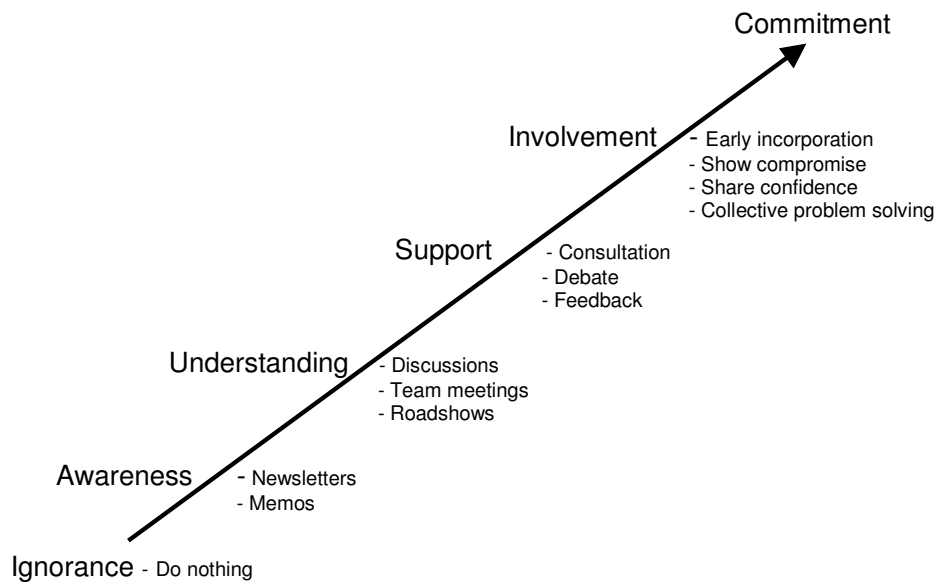 Commitment
Involvement - Early incorporation
- Show compromise
- Share confidence
- Collective problem solving
Support - Consultation
- Debate
- Feedback
Understanding - Discussions
- Team meetings
- Roadshows
Awareness - Newsletters
- Memos
Ignorance - Do nothing